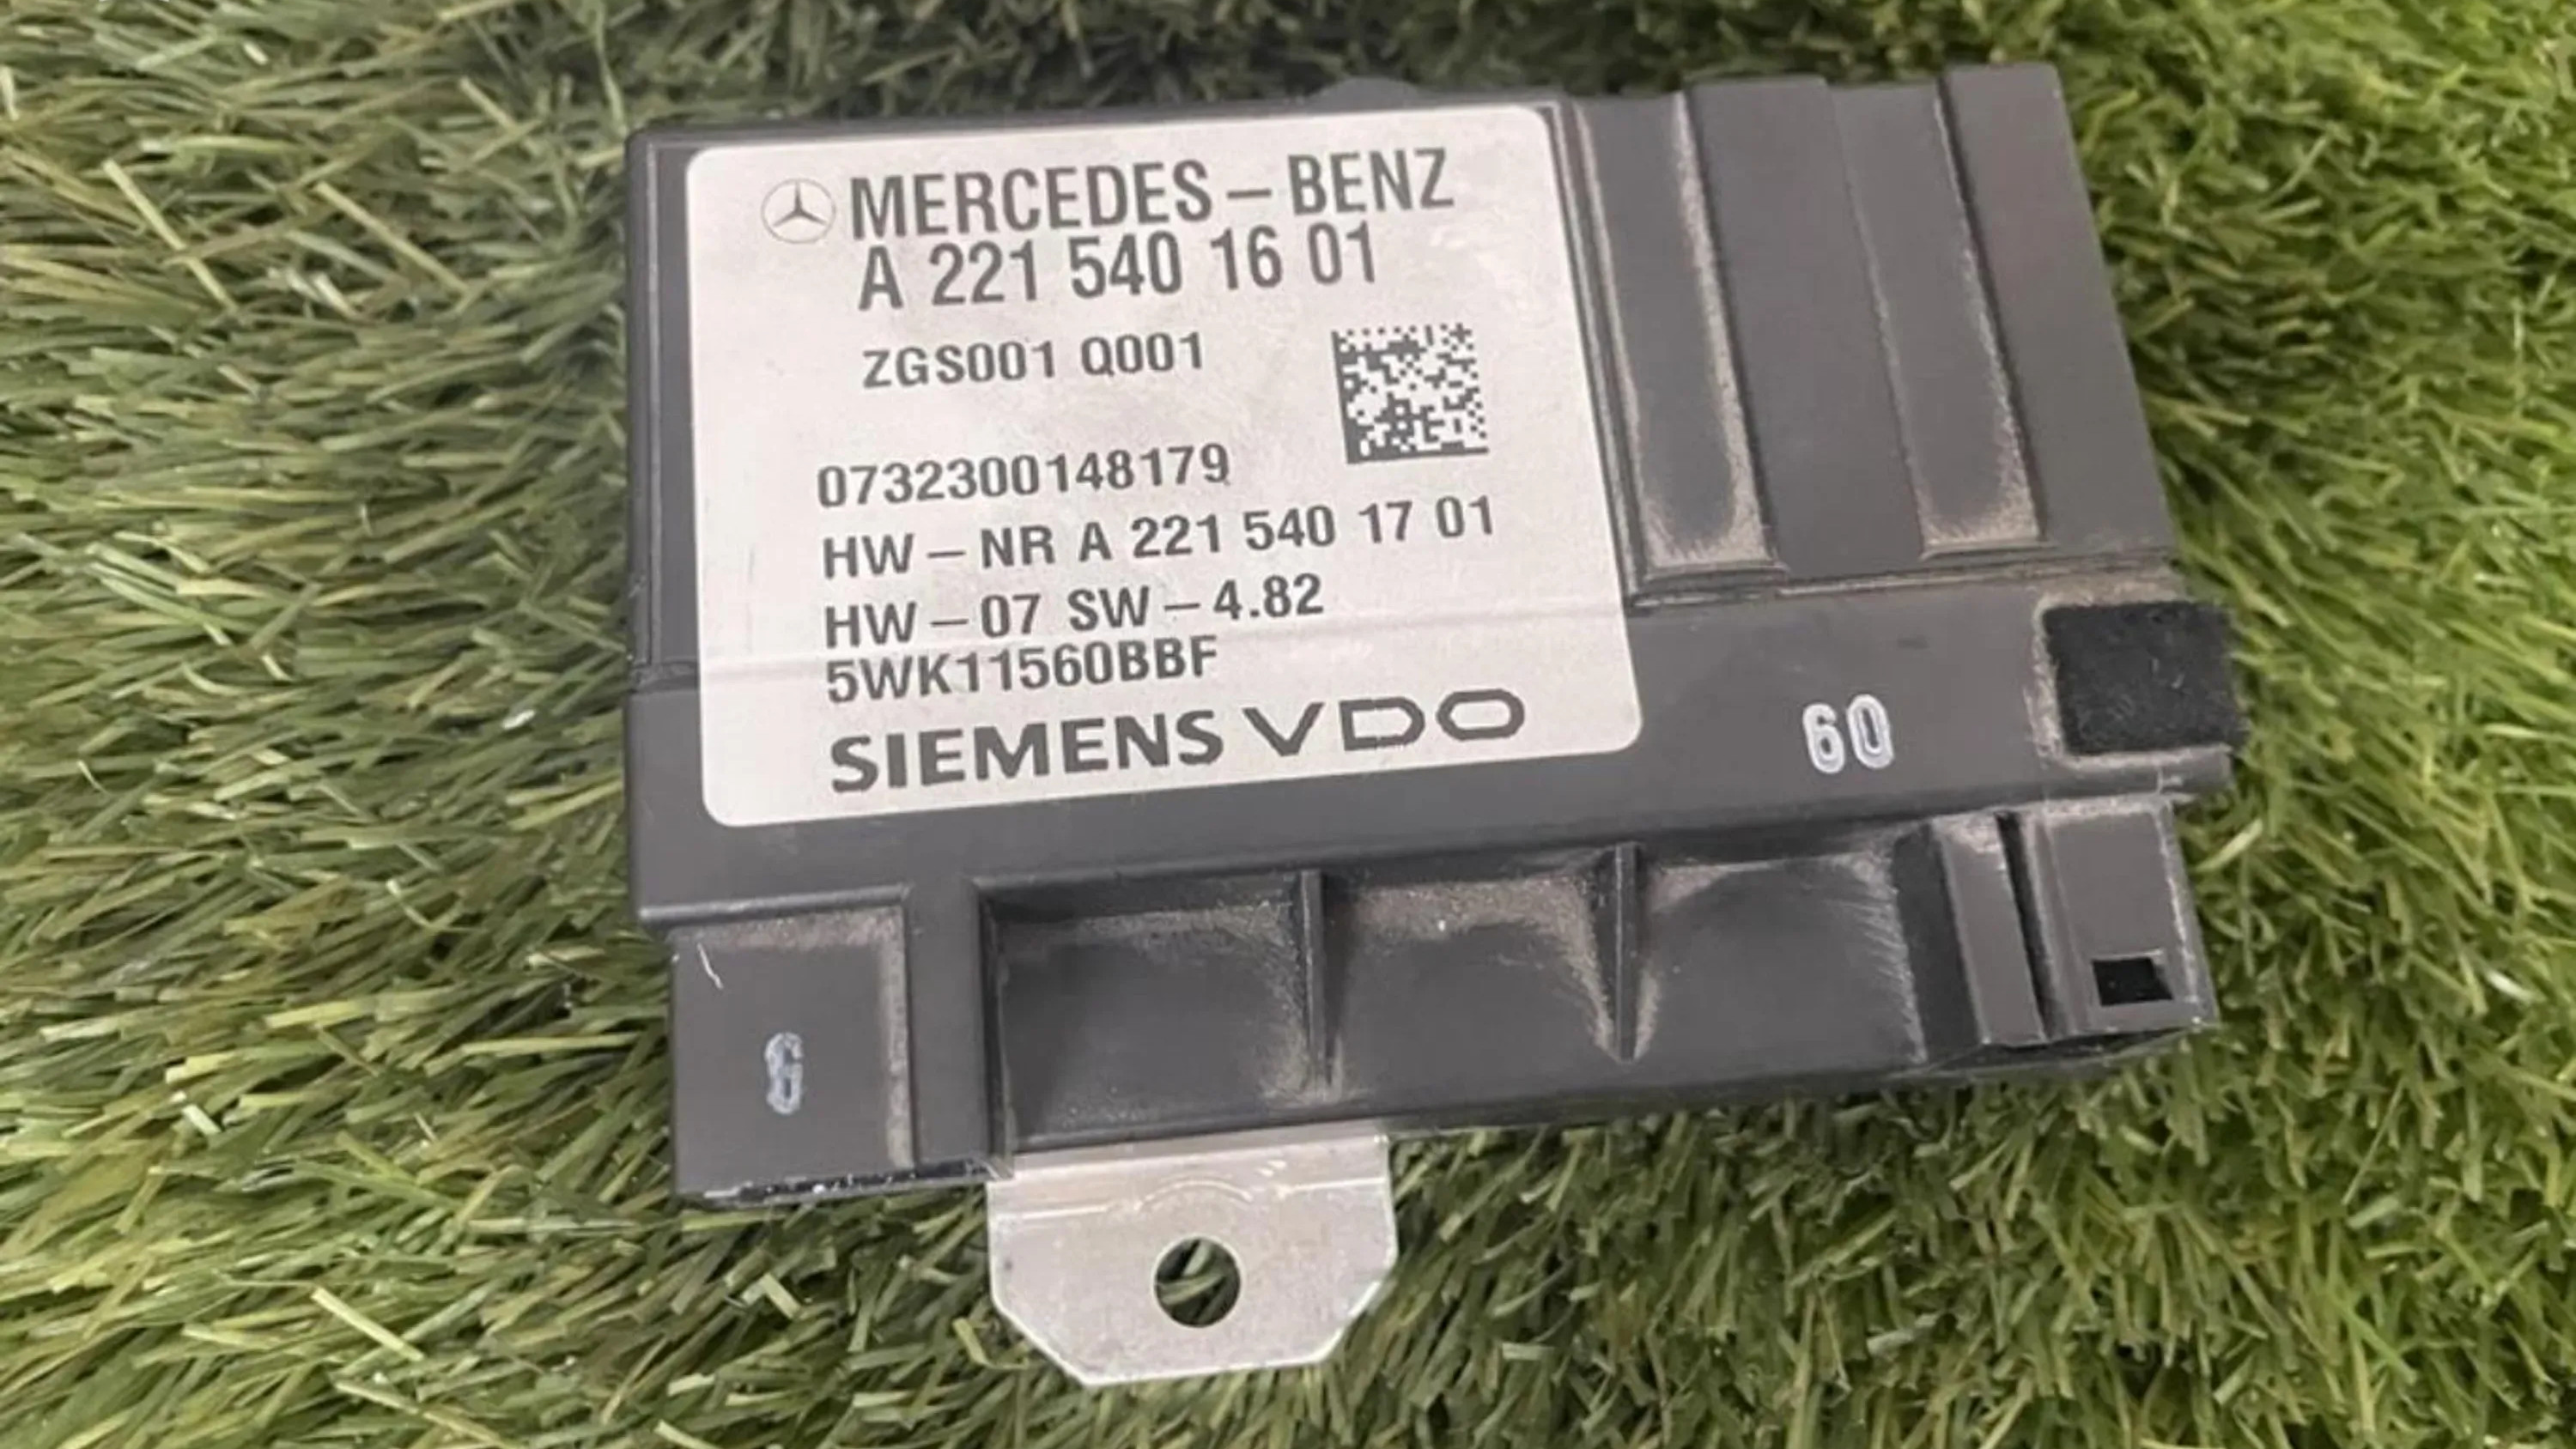 MERCEDES-BENZ
A 221 540 16 01
ZGS001 Q001
0732300148179
HW-NR A 221 540 17 01
HW-07 SW-4.82
5WK11560BBF
SIEMENS VDO
60